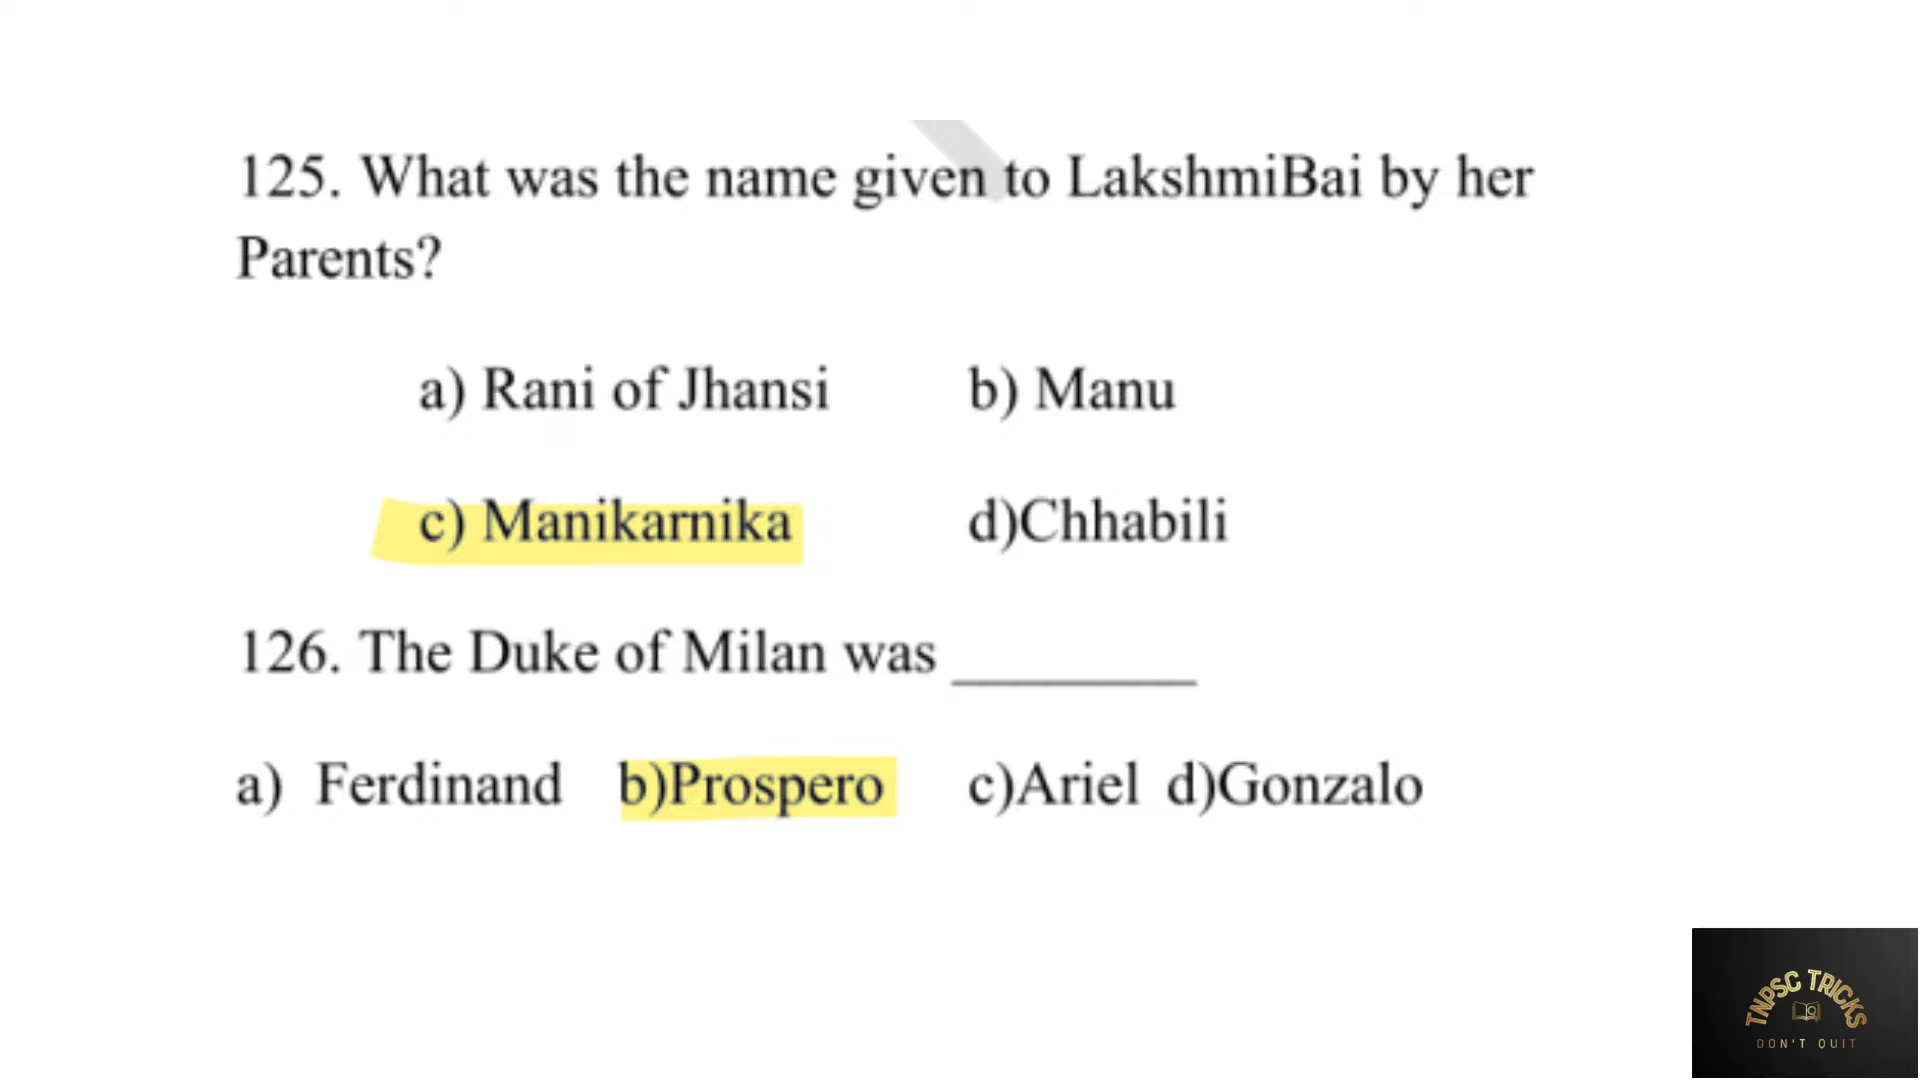 125. What was the name given to LakshmiBai by her
Parents?
a) Rani of Jhansi b) Manu
c) Manikarnika d)Chhabili
126. The Duke of Milan was ________
a) Ferdinand b)Prospero c)Ariel d)Gonzalo
TNPSC TRICKS
DON'T QUIT